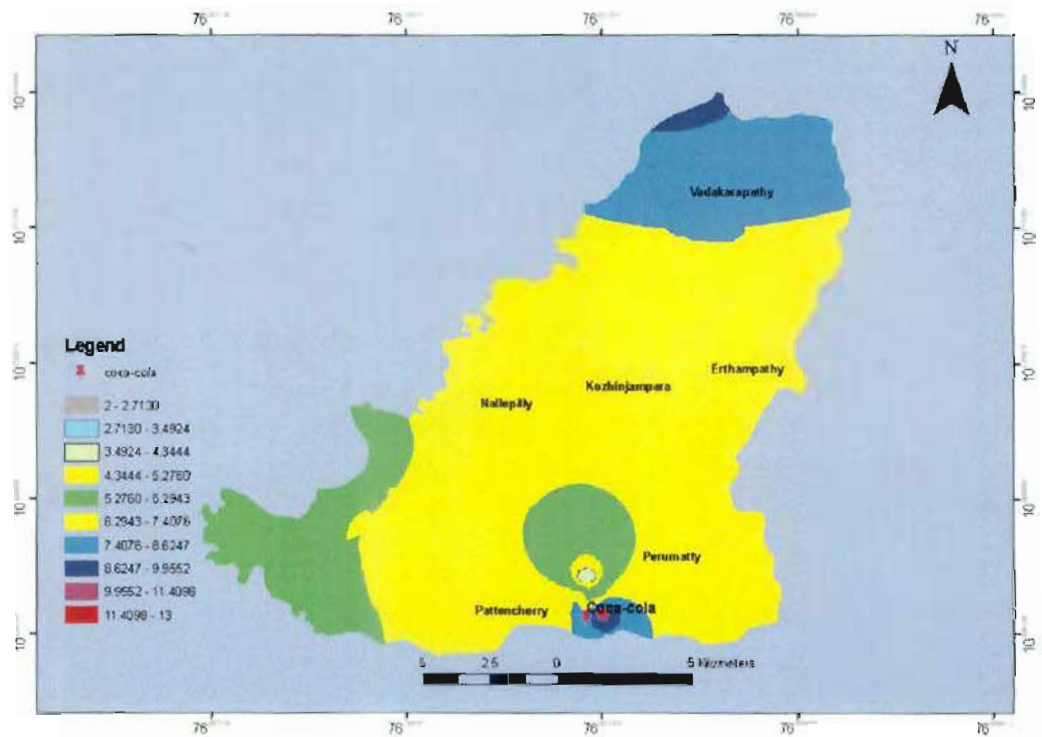 76 76 76 76 76
N
10 10
Vadakarapathy
10 10
Legend
coca-cola
2 - 2.7130
2.7130 - 3.4924
3.4924 - 4.3444
4.3444 - 5.2760
5.2760 - 6.2943
6.2943 - 7.4076
7.4076 - 8.6247
8.6247 - 9.9552
9.9552 - 11.4098
11.4098 - 13
Erthampathy
Kozhinjampara
Nallepilly
10 10
10 10
Perumatty
Coca-cola
Pattencherry
10 10
5 2.5 0 5 Kilometers
76 76 76 76 76